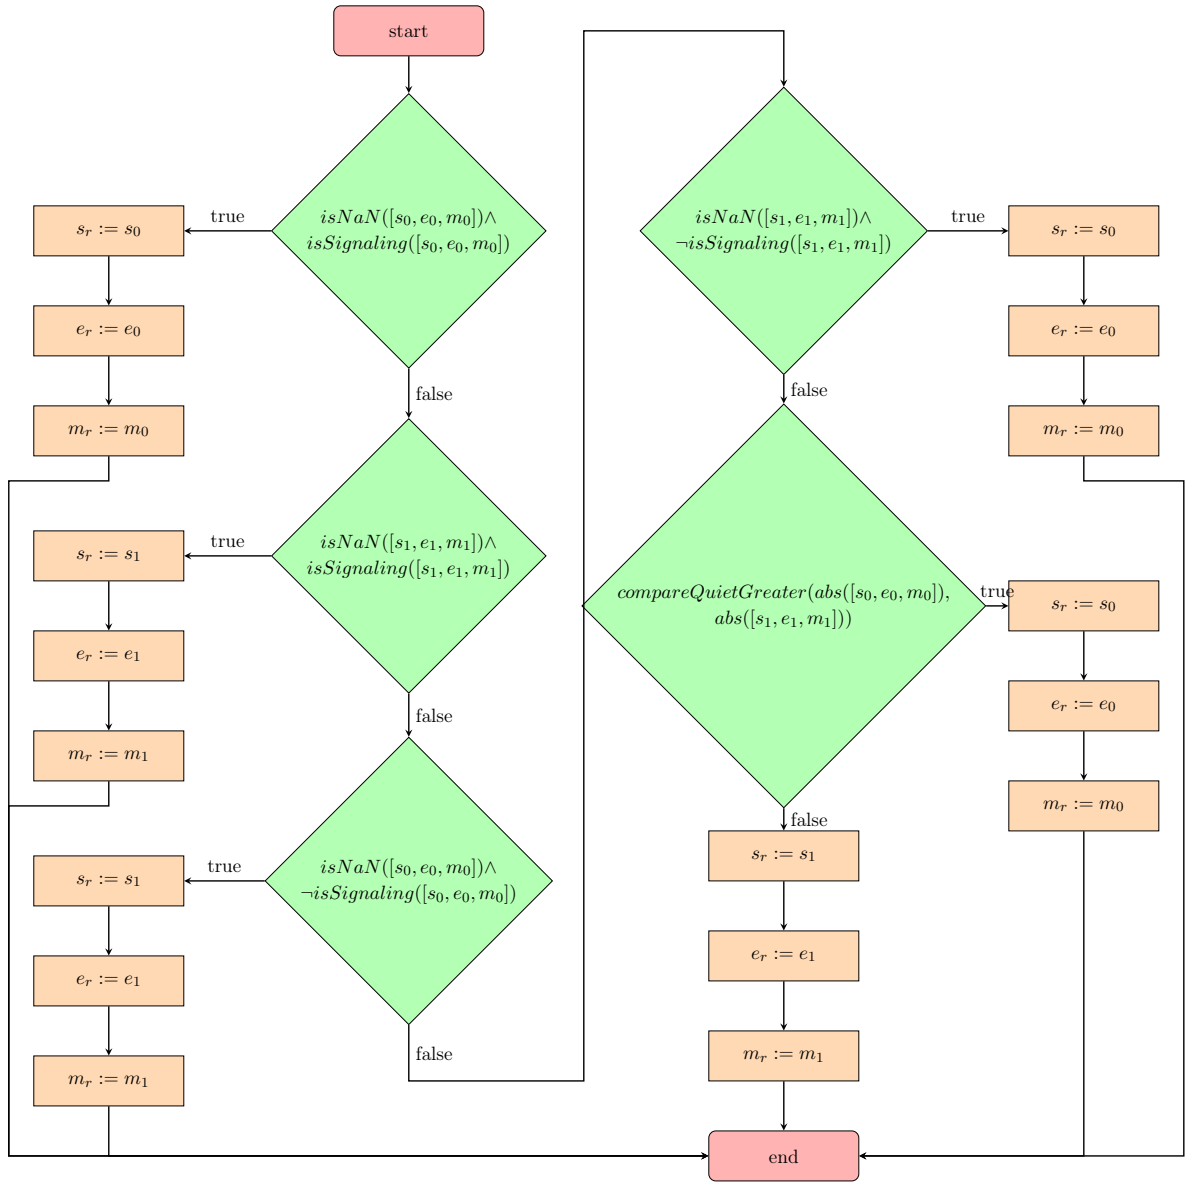 start
isNaN([s₀, e₀, m₀])∧
isSignaling([s₀, e₀, m₀])
true
sᵣ := s₀
eᵣ := e₀
mᵣ := m₀
false
isNaN([s₁, e₁, m₁])∧
isSignaling([s₁, e₁, m₁])
true
sᵣ := s₁
eᵣ := e₁
mᵣ := m₁
false
isNaN([s₀, e₀, m₀])∧
¬isSignaling([s₀, e₀, m₀])
true
sᵣ := s₁
eᵣ := e₁
mᵣ := m₁
false
isNaN([s₁, e₁, m₁])∧
¬isSignaling([s₁, e₁, m₁])
true
sᵣ := s₀
eᵣ := e₀
mᵣ := m₀
false
compareQuietGreater(abs([s₀, e₀, m₀]),
abs([s₁, e₁, m₁]))
true
sᵣ := s₀
eᵣ := e₀
mᵣ := m₀
false
sᵣ := s₁
eᵣ := e₁
mᵣ := m₁
end